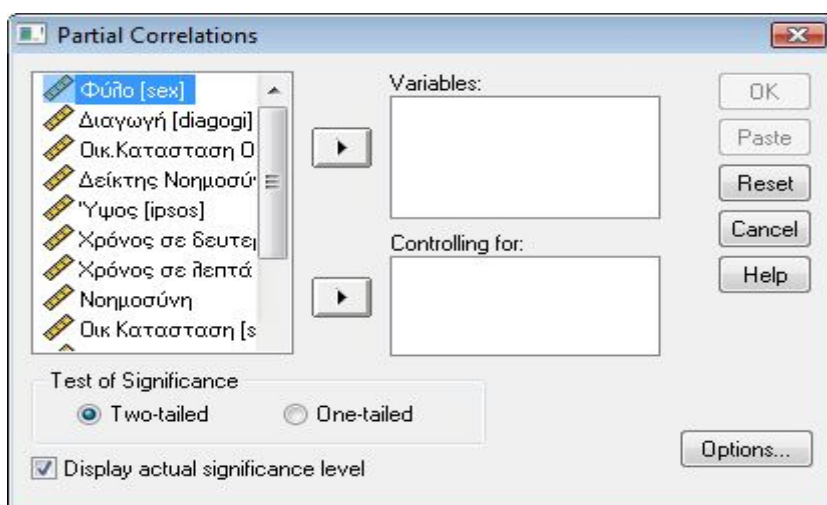 Partial Correlations
Φύλο [sex]
Διαγωγή [diagogi]
Οικ.Κατασταση Ο
Δείκτης Νοημοσύ
Ύψος [ipsos]
Χρόνος σε δευτερ
Χρόνος σε λεπτά
Νοημοσύνη
Οικ Κατασταση [s
Variables:
Controlling for:
OK
Paste
Reset
Cancel
Help
Test of Significance
Two-tailed
One-tailed
Display actual significance level
Options...